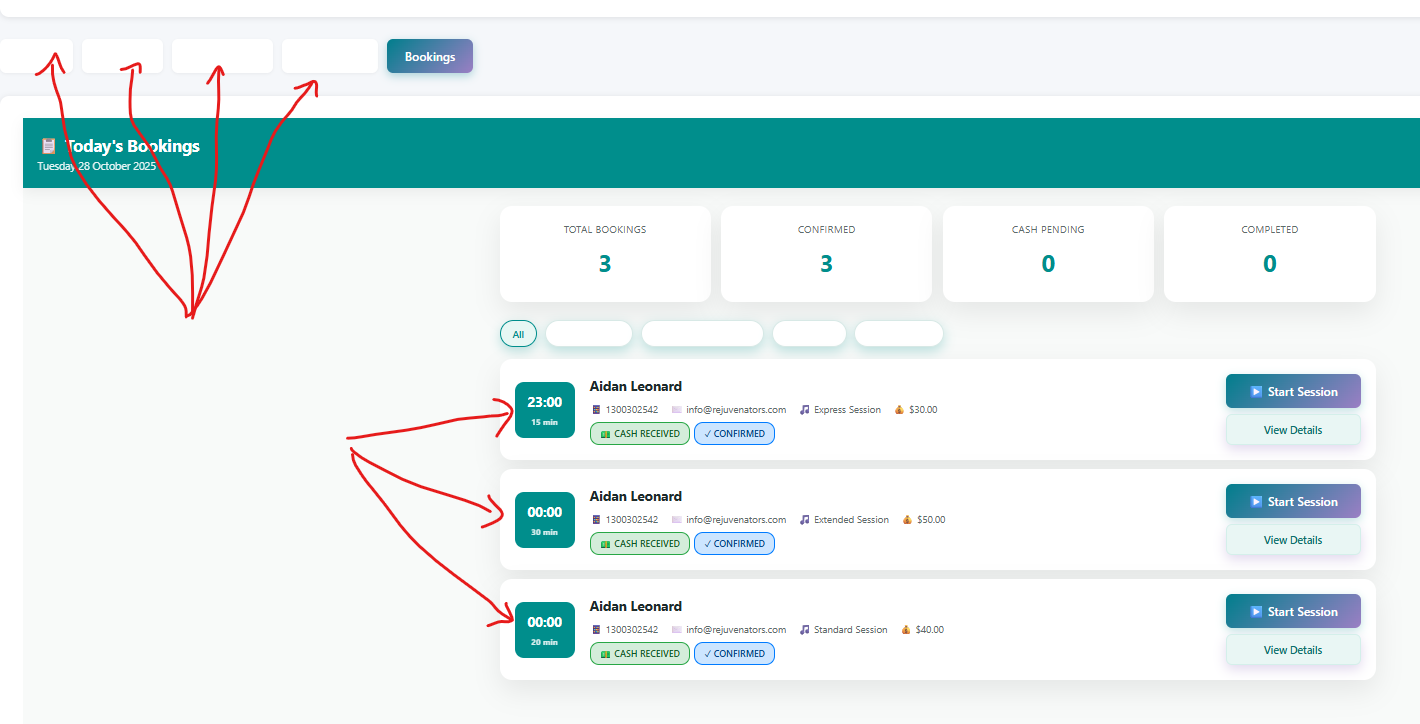 Bookings
Today's Bookings
Tuesday 28 October 2025
TOTAL BOOKINGS
3
CONFIRMED
3
CASH PENDING
0
COMPLETED
0
All
23:00
15 min
Aidan Leonard
1300302542 info@rejuvenators.com Express Session $30.00
CASH RECEIVED ✓ CONFIRMED
Start Session
View Details
00:00
30 min
Aidan Leonard
1300302542 info@rejuvenators.com Extended Session $50.00
CASH RECEIVED ✓ CONFIRMED
Start Session
View Details
00:00
20 min
Aidan Leonard
1300302542 info@rejuvenators.com Standard Session $40.00
CASH RECEIVED ✓ CONFIRMED
Start Session
View Details